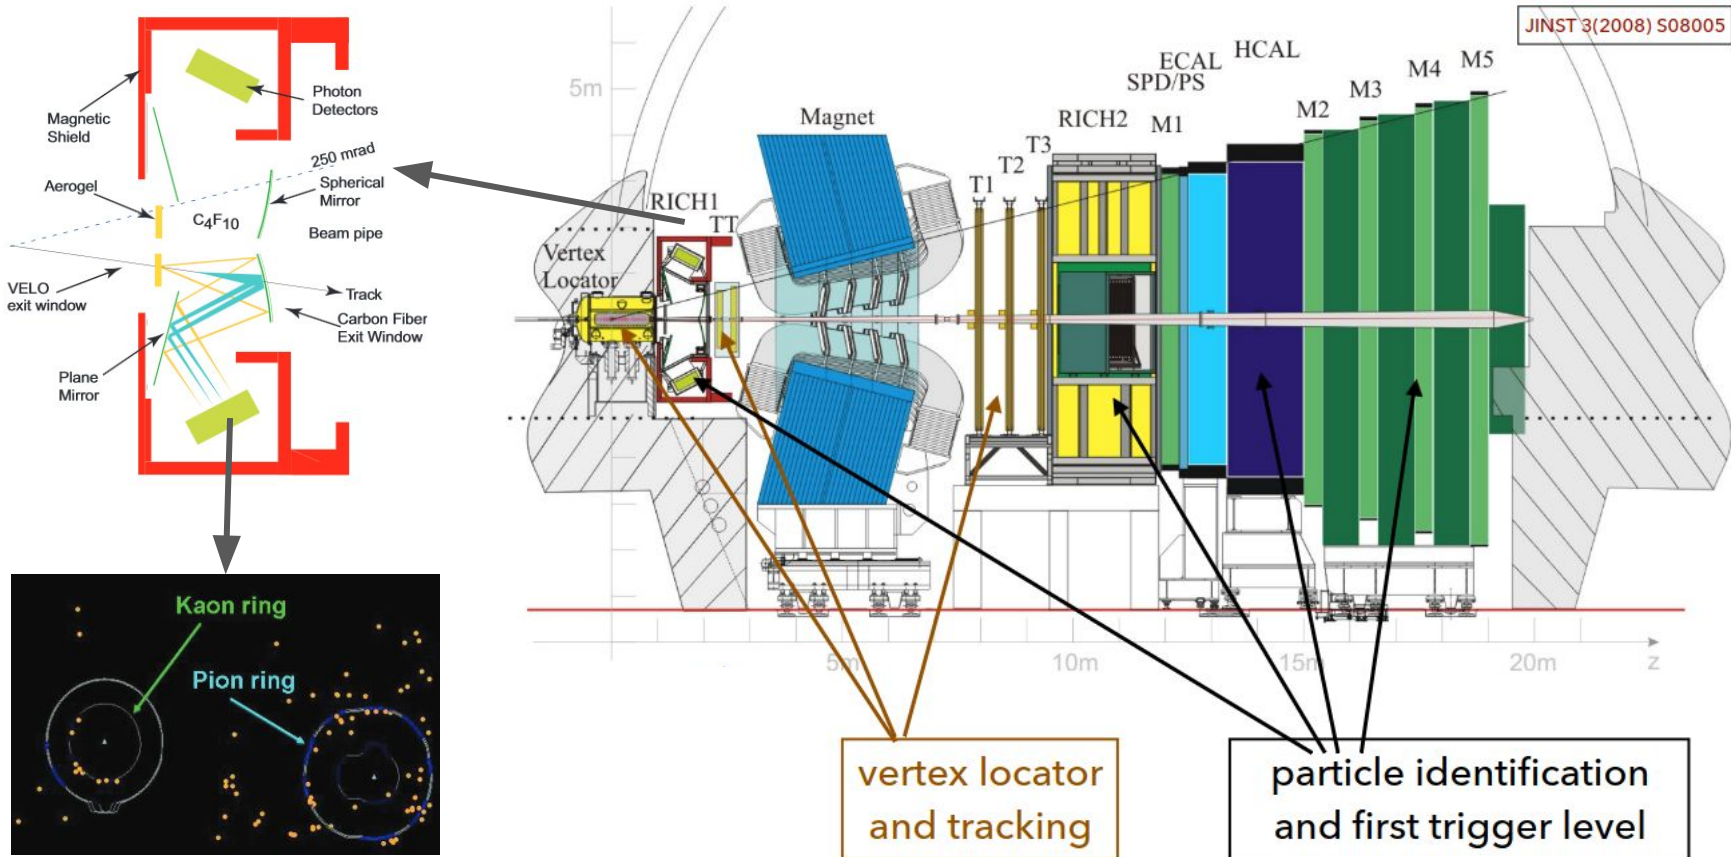 Magnetic
Shield
Photon
Detectors
250 mrad
Aerogel
Spherical
Mirror
C4F10
Beam pipe
VELO
exit window
Track
Carbon Fiber
Exit Window
Plane
Mirror
Kaon ring
Pion ring
JINST 3(2008) S08005
5m
Vertex
Locator
RICH1
TT
Magnet
T1
T2
T3
RICH2
M1
SPD/PS
ECAL
HCAL
M2
M3
M4
M5
5m
10m
15m
20m
z
vertex locator
and tracking
particle identification
and first trigger level